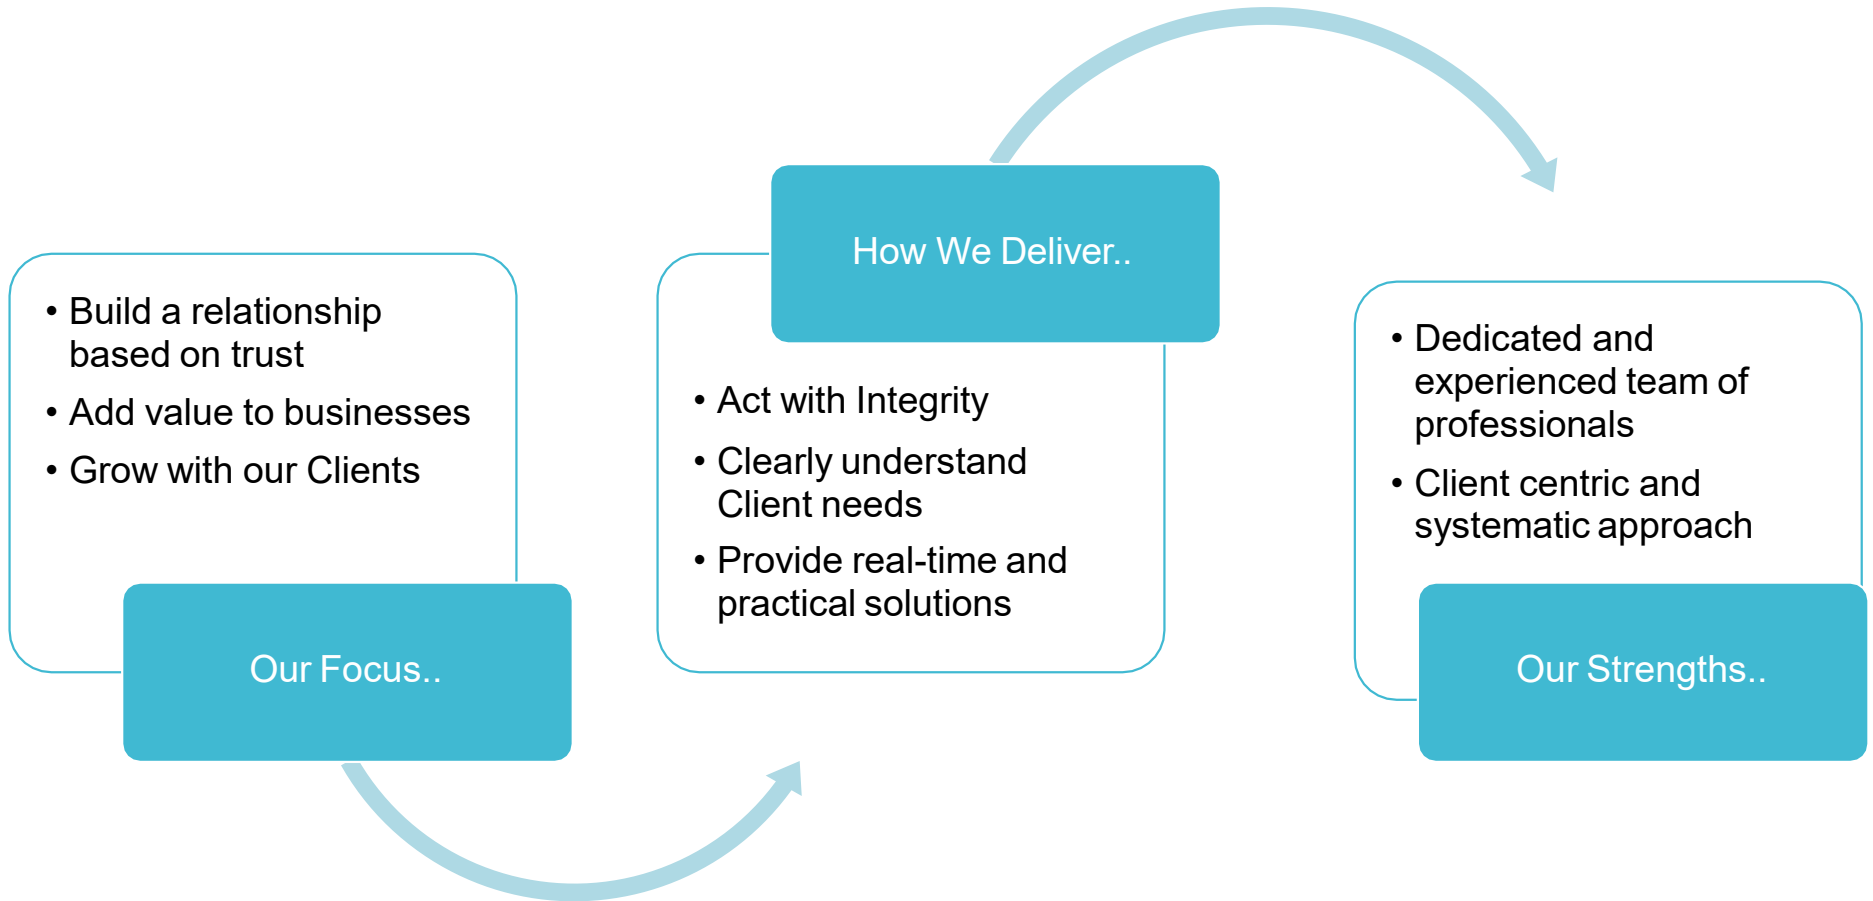 • Build a relationship
based on trust
• Add value to businesses
• Grow with our Clients
Our Focus..
How We Deliver..
• Act with Integrity
• Clearly understand
Client needs
• Provide real-time and
practical solutions
• Dedicated and
experienced team of
professionals
• Client centric and
systematic approach
Our Strengths..